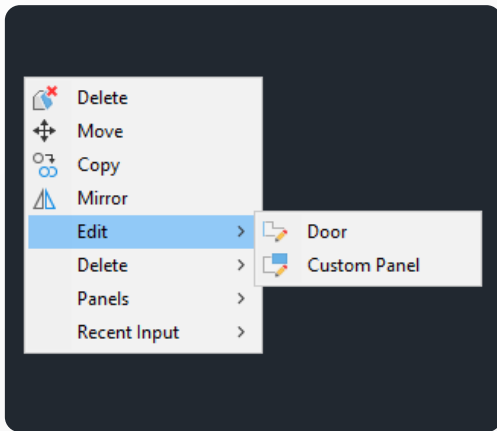 Delete
Move
Copy
Mirror
Edit
Door
Delete
Custom Panel
Panels
Recent Input